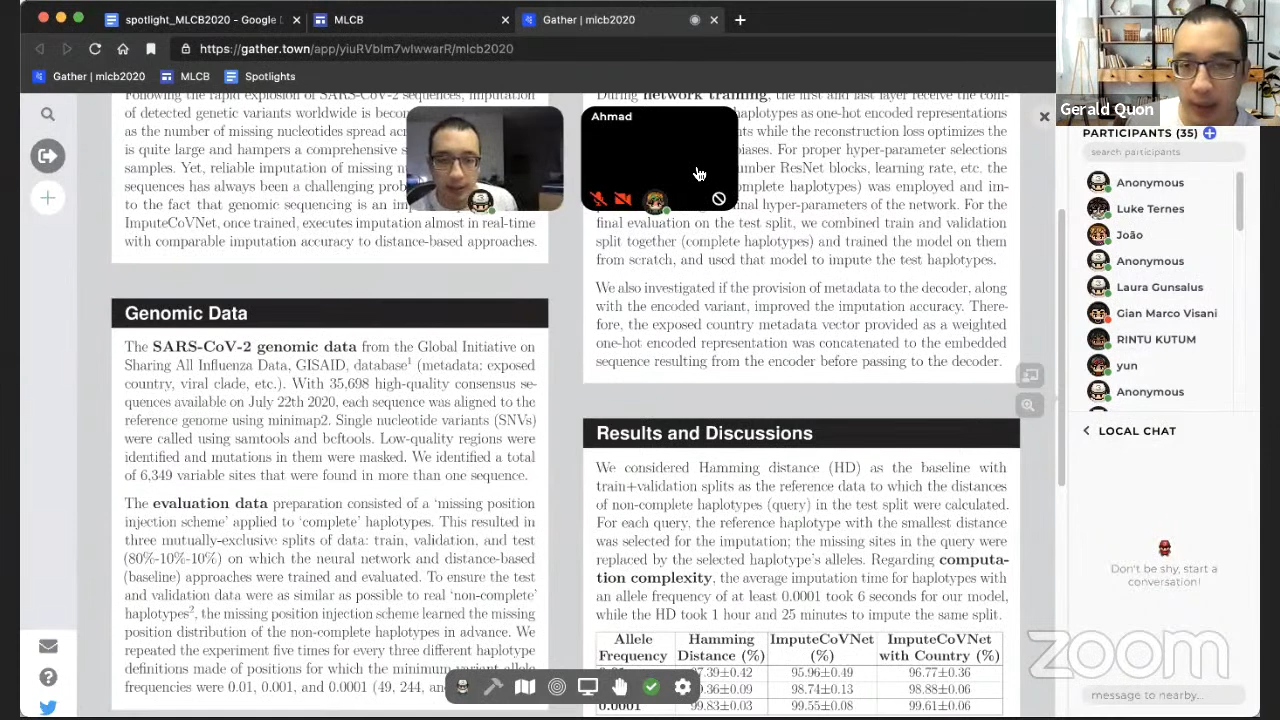 spotlight_MLCB2020 - Google
MLCB
Gather | mlcb2020
https://gather.town/app/yiuRVblm7wIwwarR/mlcb2020
Gather | mlcb2020
MLCB
Spotlights
Following the rapid explosion of SARS-CoV-2 sequences, imputation
of detected genetic variants worldwide is
as the number of missing nucleotides spread
is quite large and hampers a comprehensive
samples. Yet, reliable imputation of missing
sequences has always been a challenging
to the fact that genomic sequencing is an
ImputeCoVNet, once trained, executes imputation almost in real-time
with comparable imputation accuracy to distance-based approaches.
Genomic Data
The SARS-CoV-2 genomic data from the Global Initiative on
Sharing All Influenza Data, GISAID, database1 (metadata: exposed
country, viral clade, etc.). With 35,698 high-quality consensus se-
quences available on July 22th 2020, each sequence was aligned to the
reference genome using minimap2. Single nucleotide variants (SNVs)
were called using samtools and bcftools. Low-quality regions were
identified and mutations in them were masked. We identified a total
of 6,349 variable sites that were found in more than one sequence.
The evaluation data preparation consisted of a ‘missing position
injection scheme’ applied to ‘complete’ haplotypes. This resulted in
three mutually-exclusive splits of data: train, validation, and test
(80%-10%-10%) on which the neural network and distance-based
(baseline) approaches were trained and evaluated. To ensure the test
and validation data were as similar as possible to real ‘non-complete’
haplotypes2, the missing position injection scheme learned the missing
position distribution of the non-complete haplotypes in advance. We
repeated the experiment five times for every three different haplotype
definitions made of positions for which the minimum variant allele
frequencies were 0.01, 0.001, and 0.0001 (49, 244,
Ahmad
During network training, the first and last layer receive the com-
haplotypes as one-hot encoded representations
while the reconstruction loss optimizes the
biases. For proper hyper-parameter selections
number ResNet blocks, learning rate, etc. the
complete haplotypes) was employed and im-
final hyper-parameters of the network. For the
final evaluation on the test split, we combined train and validation
split together (complete haplotypes) and trained the model on them
from scratch, and used that model to impute the test haplotypes.
We also investigated if the provision of metadata to the decoder, along
with the encoded variant, improved the imputation accuracy. There-
fore, the exposed country metadata vector provided as a weighted
one-hot encoded representation was concatenated to the embedded
sequence resulting from the encoder before passing to the decoder.
Results and Discussions
We considered Hamming distance (HD) as the baseline with
train+validation splits as the reference data to which the distances
of non-complete haplotypes (query) in the test split were calculated.
For each query, the reference haplotype with the smallest distance
was selected for the imputation; the missing sites in the query were
replaced by the selected haplotype's alleles. Regarding computa-
tion complexity, the average imputation time for haplotypes with
an allele frequency of at least 0.0001 took 6 seconds for our model,
while the HD took 1 hour and 25 minutes to impute the same split.
Allele Frequency Hamming Distance (%) ImputeCoVNet (%) ImputeCoVNet with Country (%)
95.96±0.49 96.77±0.36
98.74±0.13 98.88±0.06
0.0001 99.83±0.03 99.55±0.08 99.61±0.06
Gerald Quon
PARTICIPANTS (35)
search participants
Anonymous
Luke Ternes
João
Anonymous
Laura Gunsalus
Gian Marco Visani
RINTU KUTUM
yun
Anonymous
LOCAL CHAT
Don't be shy, start a
conversation!
message to nearby...
zoom